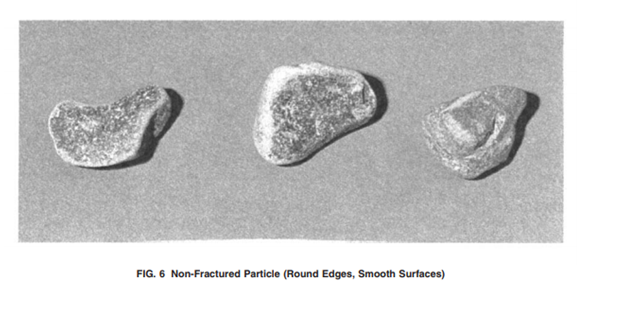 FIG. 6 Non-Fractured Particle (Round Edges, Smooth Surfaces)